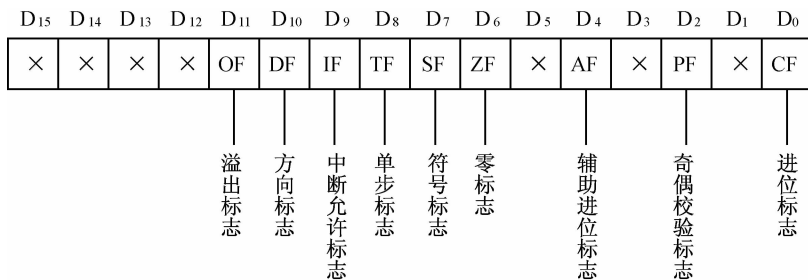 D₁₅ D₁₄ D₁₃ D₁₂ D₁₁ D₁₀ D₉ D₈ D₇ D₆ D₅ D₄ D₃ D₂ D₁ D₀
× × × × OF DF IF TF SF ZF × AF × PF × CF
溢出标志
方向标志
中断允许标志
单步标志
符号标志
零标志
辅助进位标志
奇偶校验标志
进位标志